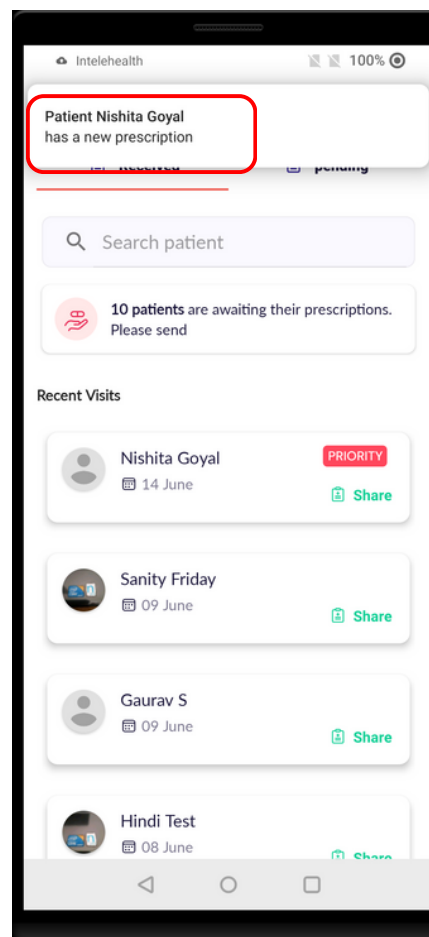 Intelehealth
100%
Patient Nishita Goyal
has a new prescription
Received
pending
Search patient
10 patients are awaiting their prescriptions.
Please send
Recent Visits
Nishita Goyal
PRIORITY
14 June
Share
Sanity Friday
09 June
Share
Gaurav S
09 June
Share
Hindi Test
08 June
Share